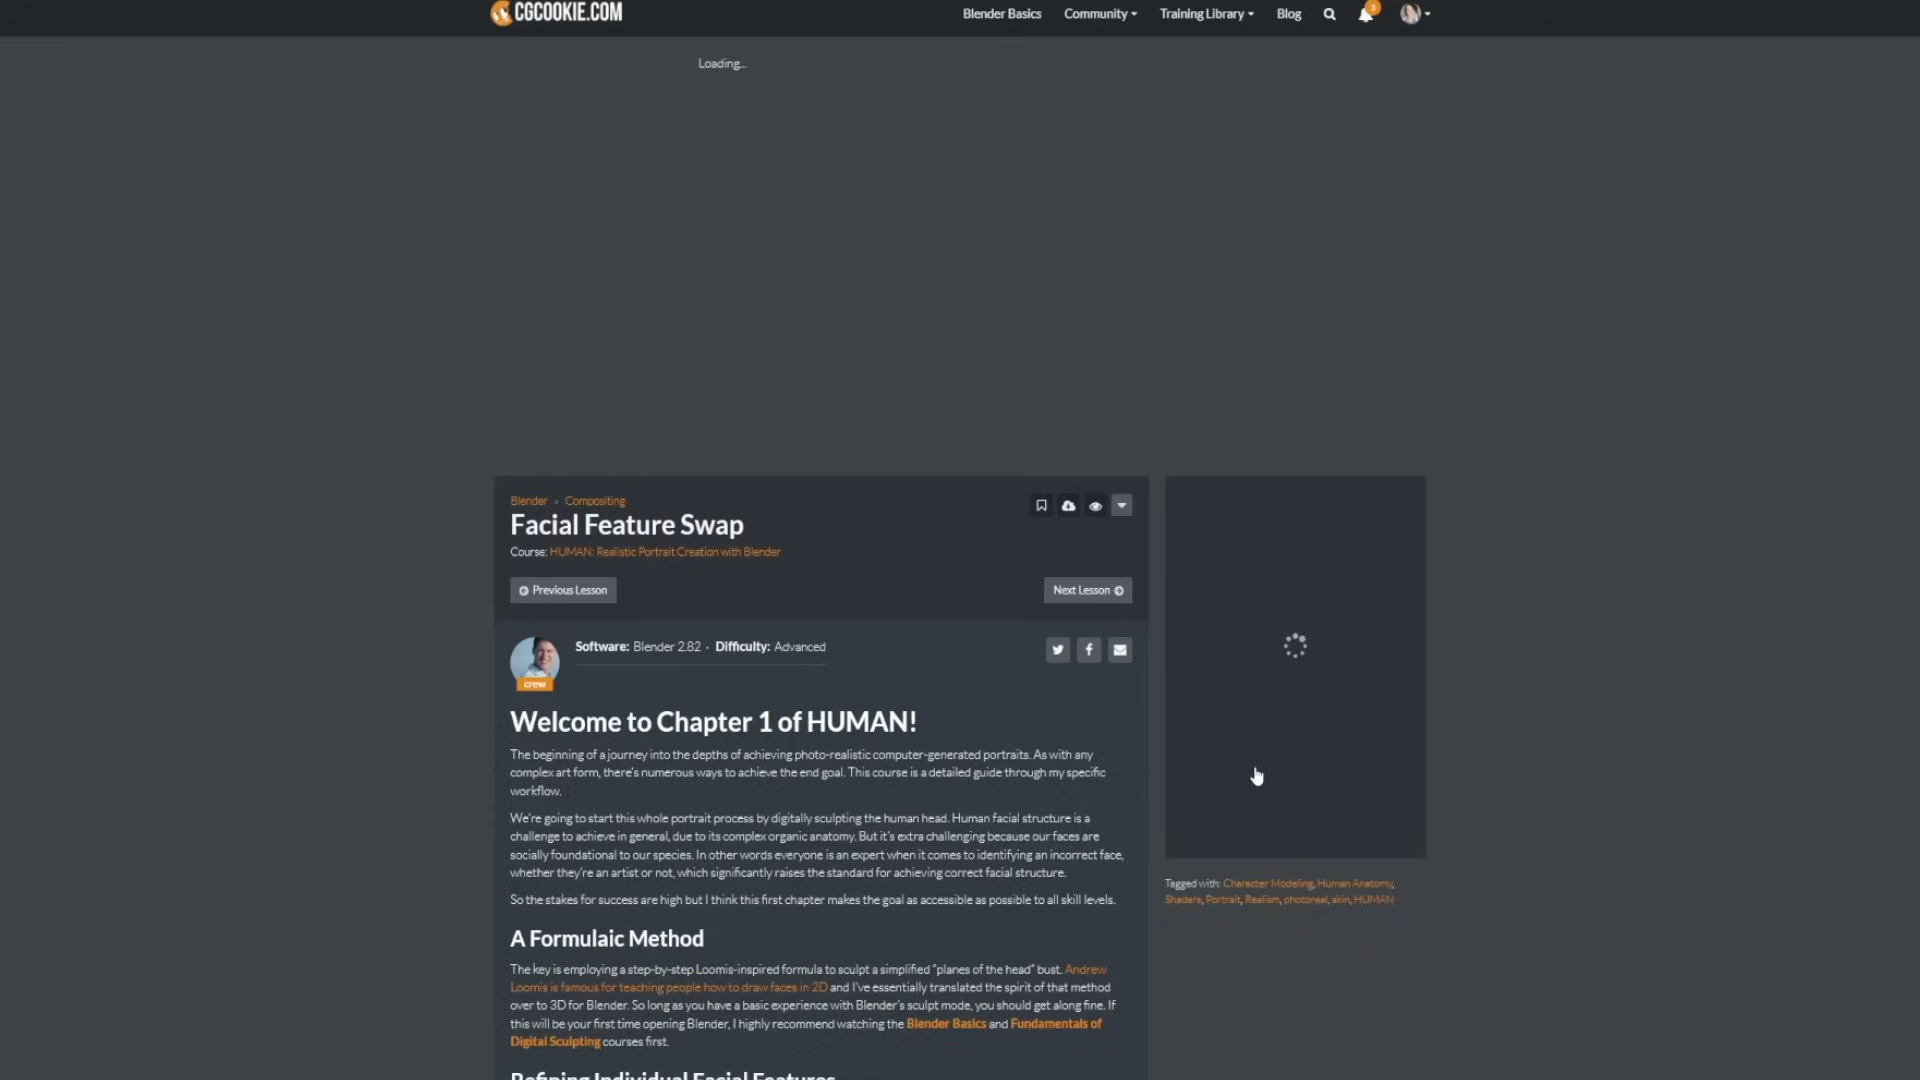 CGCOOKIE.COM
Blender Basics Community Training Library Blog 3
Loading...
Blender » Compositing
Facial Feature Swap
Course: HUMAN: Realistic Portrait Creation with Blender
Previous Lesson
Next Lesson
Software: Blender 2.82 · Difficulty: Advanced
crew
Welcome to Chapter 1 of HUMAN!
The beginning of a journey into the depths of achieving photo-realistic computer-generated portraits. As with any
complex art form, there's numerous ways to achieve the end goal. This course is a detailed guide through my specific
workflow.
We're going to start this whole portrait process by digitally sculpting the human head. Human facial structure is a
challenge to achieve in general, due to its complex organic anatomy. But it's extra challenging because our faces are
socially foundational to our species. In other words everyone is an expert when it comes to identifying an incorrect face,
whether they're an artist or not, which significantly raises the standard for achieving correct facial structure.
So the stakes for success are high but I think this first chapter makes the goal as accessible as possible to all skill levels.
A Formulaic Method
The key is employing a step-by-step Loomis-inspired formula to sculpt a simplified "planes of the head" bust. Andrew
Loomis is famous for teaching people how to draw faces in 2D and I've essentially translated the spirit of that method
over to 3D for Blender. So long as you have a basic experience with Blender's sculpt mode, you should get along fine. If
this will be your first time opening Blender, I highly recommend watching the Blender Basics and Fundamentals of
Digital Sculpting courses first.
Refining Individual Facial Features
Tagged with: Character Modeling, Human Anatomy,
Shaders, Portrait, Realism, photoreal, skin, HUMAN